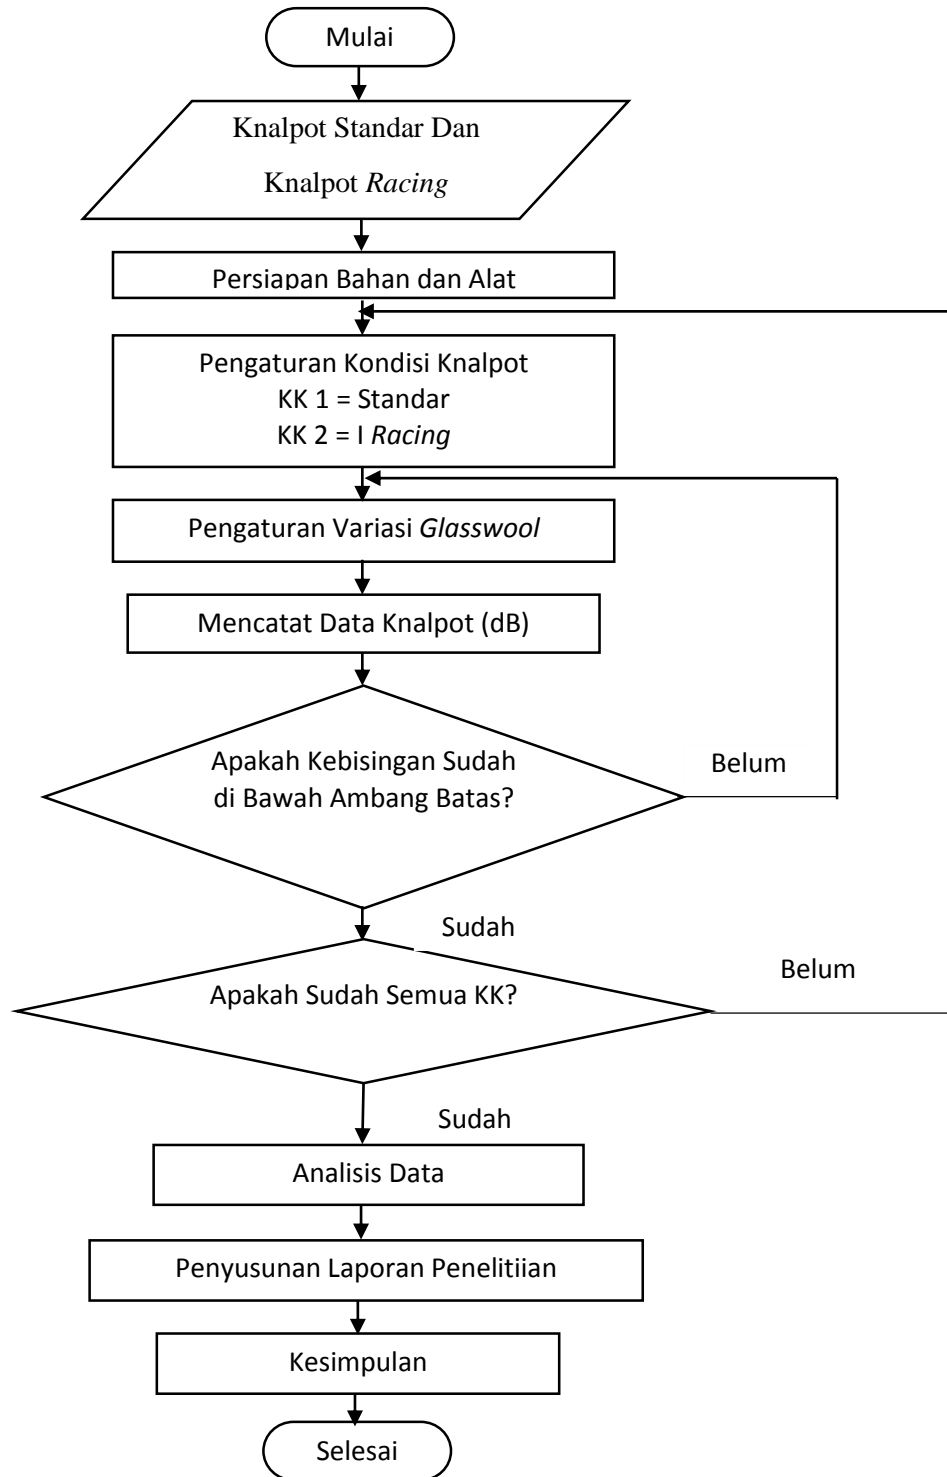 Mulai
Knalpot Standar Dan
Knalpot Racing
Persiapan Bahan dan Alat
Pengaturan Kondisi Knalpot
KK 1 = Standar
KK 2 = I Racing
Pengaturan Variasi Glasswool
Mencatat Data Knalpot (dB)
Apakah Kebisingan Sudah
di Bawah Ambang Batas?
Belum
Sudah
Apakah Sudah Semua KK?
Belum
Sudah
Analisis Data
Penyusunan Laporan Penelitiian
Kesimpulan
Selesai